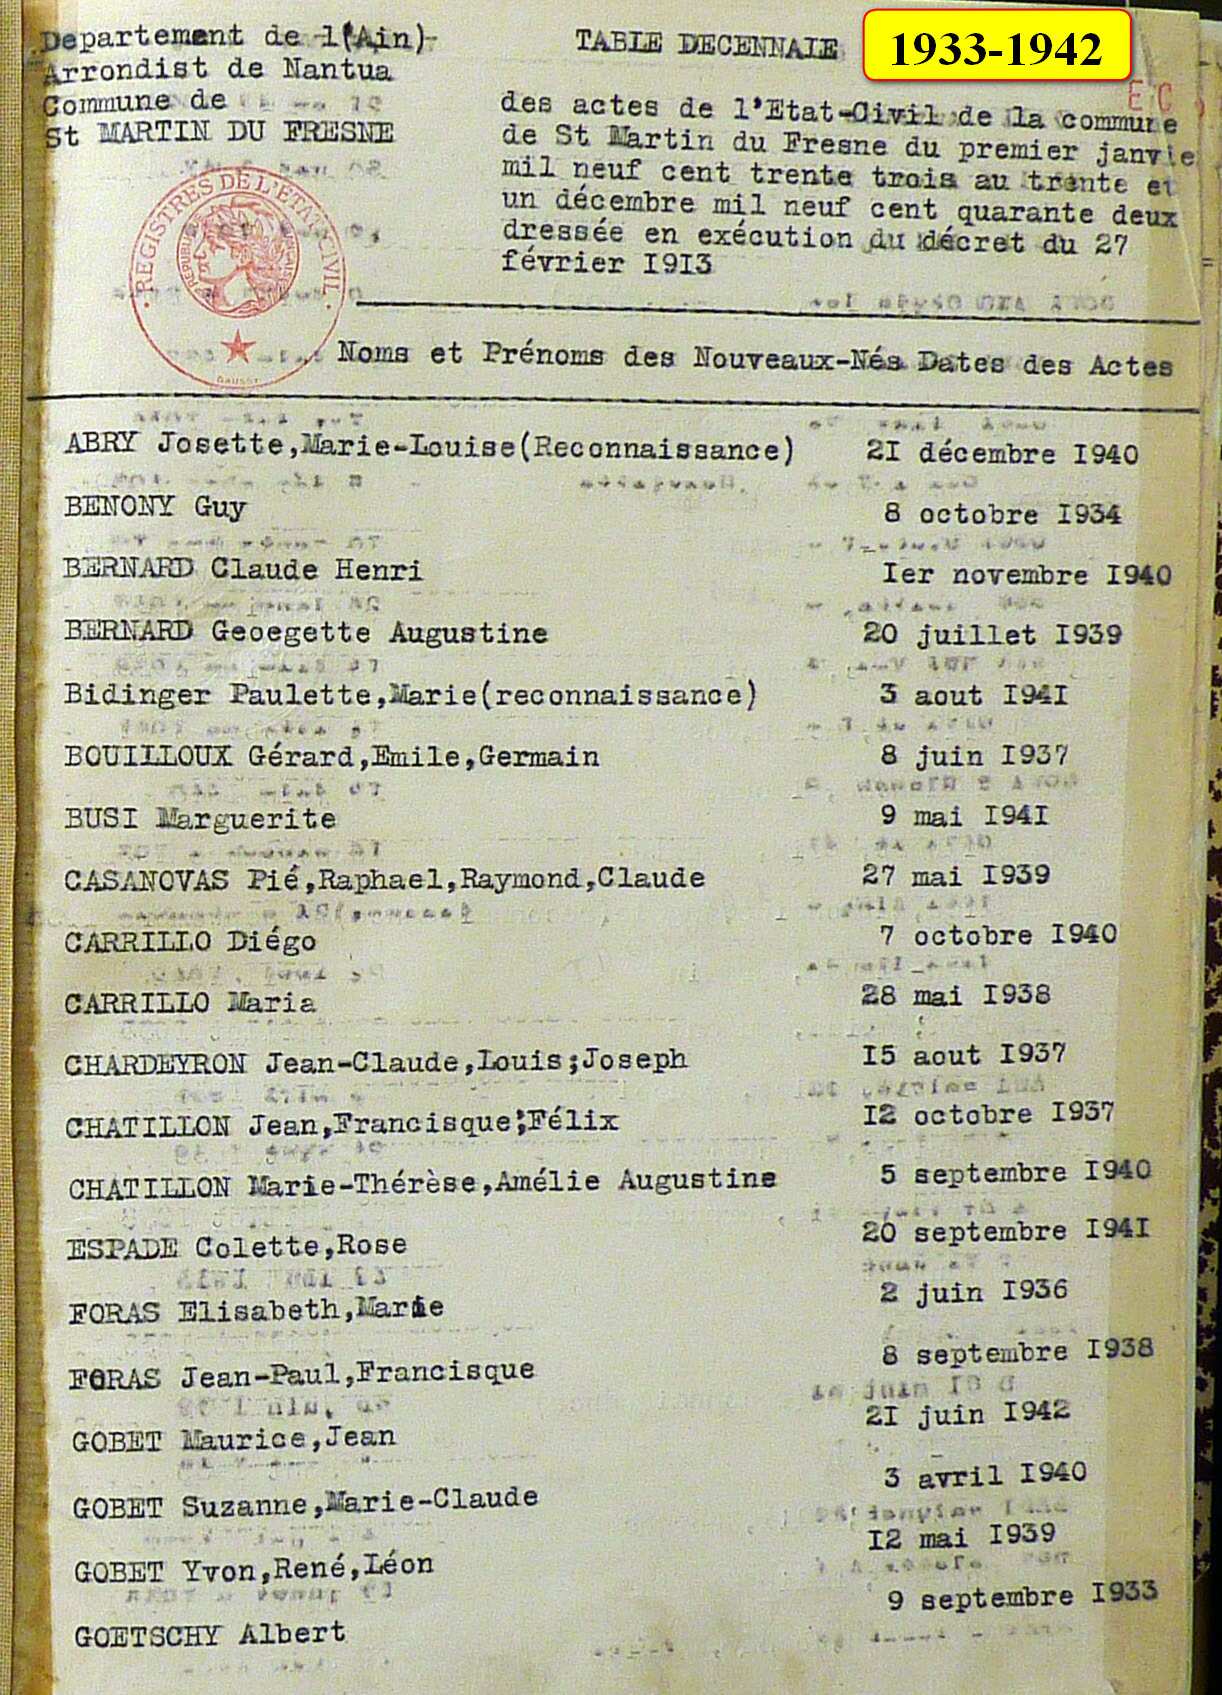 Departement de l(Ain)
Arrondist de Nantua
Commune de
St MARTIN DU FRESNE
TABLE DECENNAIE
1933-1942
EC
des actes de l'Etat-Civil de la commune
de St Martin du Fresne du premier janvie
mil neuf cent trente trois au trente et
un décembre mil neuf cent quarante deux
dressée en exécution du décret du 27
février I9I3
REGISTRES DE L'ETAT CIVIL
Noms et Prénoms des Nouveaux-Nés Dates des Actes
ABRY Josette,Marie-Louise(Reconnaissance) 2I décembre I940
BENONY Guy 8 octobre I934
BERNARD Claude Henri Ier novembre I940
BERNARD Geoegette Augustine 20 juillet I939
Bidinger Paulette,Marie(reconnaissance) 3 aout I94I
BOUILLOUX Gérard,Emile,Germain 8 juin I937
BUSI Marguerite 9 mai I94I
CASANOVAS Pié,Raphael,Raymond,Claude 27 mai I939
CARRILLO Diégo 7 octobre I940
CARRILLO Maria 28 mai I938
CHARDEYRON Jean-Claude,Louis;Joseph I5 aout I937
CHATILLON Jean,Francisque;Félix I2 octobre I937
CHATILLON Marie-Thérèse,Amélie Augustine 5 septembre I940
ESPADE Colette,Rose 20 septembre I94I
FORAS Elisabeth,Marie 2 juin I936
FORAS Jean-Paul,Francisque 8 septembre I938
GOBET Maurice,Jean 2I juin I942
GOBET Suzanne,Marie-Claude 3 avril I940
GOBET Yvon,René,Léon I2 mai I939
GOETSCHY Albert 9 septembre I933